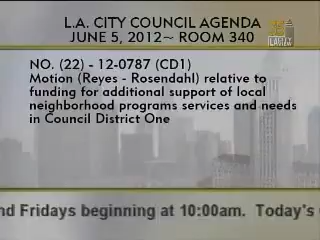 L.A. CITY COUNCIL AGENDA
JUNE 5, 2012~ ROOM 340
NO. (22) - 12-0787 (CD1)
Motion (Reyes - Rosendahl) relative to
funding for additional support of local
neighborhood programs services and needs
in Council District One
nd Fridays beginning at 10:00am.  Today's